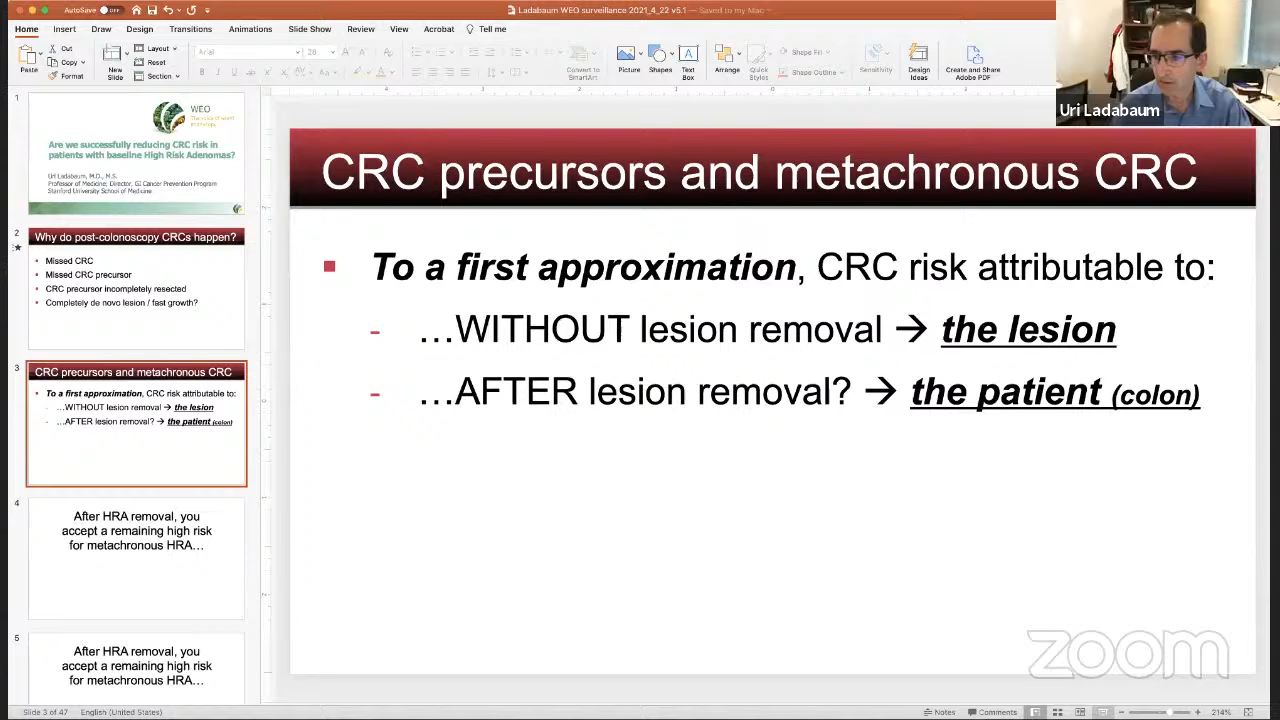 AutoSave OFF
Ladabaum WEO surveillance 2021_4_22 v5.1 — Saved to my Mac
Home Insert Draw Design Transitions Animations Slide Show Review View Acrobat Tell me
Paste
Cut
Copy
Format
New Slide
Layout
Reset
Section
Arial
28
Convert to SmartArt
Picture
Shapes
Text Box
Arrange
Quick Styles
Shape Fill
Shape Outline
Sensitivity
Design Ideas
Create and Share Adobe PDF
Uri Ladabaum
1
WEO
Are we successfully reducing CRC risk in
patients with baseline High Risk Adenomas?
Uri Ladabaum, M.D., M.S.
Professor of Medicine; Director, GI Cancer Prevention Program
Stanford University School of Medicine
2
Why do post-colonoscopy CRCs happen?
▪ Missed CRC
▪ Missed CRC precursor
▪ CRC precursor incompletely resected
▪ Completely de novo lesion / fast growth?
3
CRC precursors and metachronous CRC
▪ To a first approximation, CRC risk attributable to:
- …WITHOUT lesion removal → the lesion
- …AFTER lesion removal? → the patient (colon)
4
After HRA removal, you
accept a remaining high risk
for metachronous HRA…
5
After HRA removal, you
accept a remaining high risk
for metachronous HRA…
CRC precursors and metachronous CRC
▪ To a first approximation, CRC risk attributable to:
- …WITHOUT lesion removal → the lesion
- …AFTER lesion removal? → the patient (colon)
zoom
Slide 3 of 47 English (United States)
Notes Comments 214%